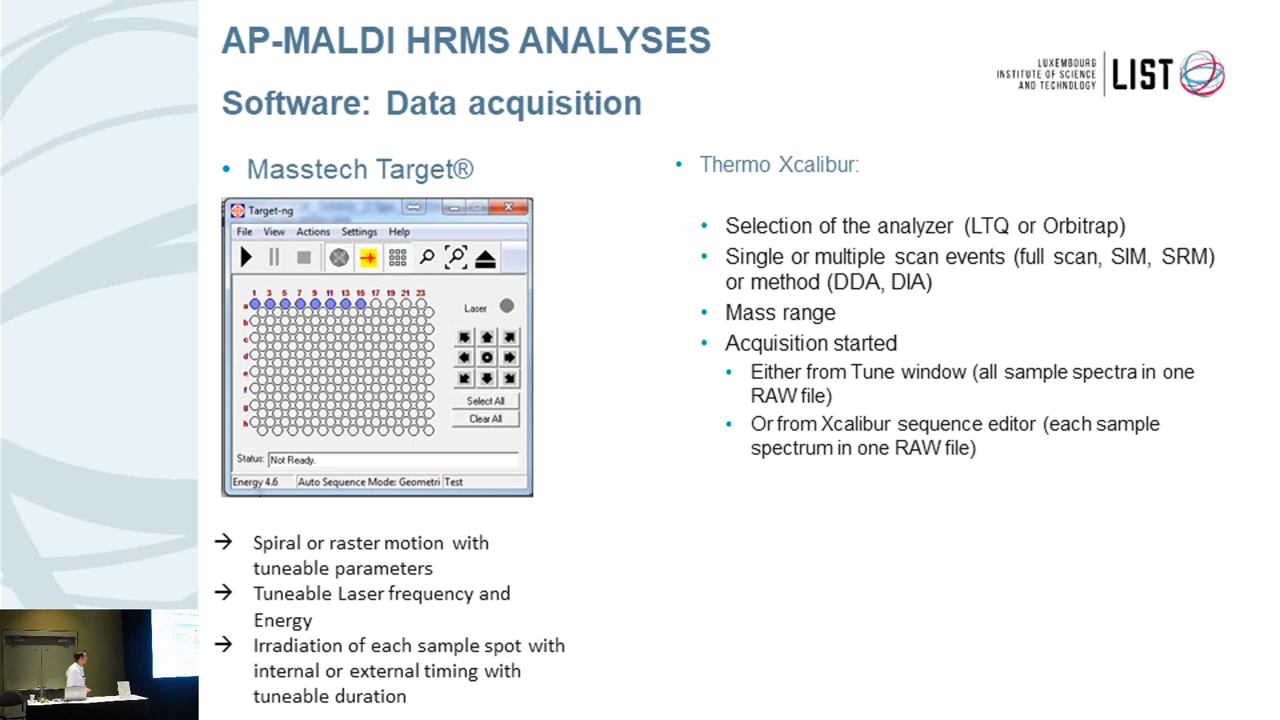 AP-MALDI HRMS ANALYSES
LUXEMBOURG
INSTITUTE OF SCIENCE
AND TECHNOLOGY
LIST
Software: Data acquisition
• Masstech Target®
Target-ng
File View Actions Settings Help
1 3 5 7 9 11 13 15 17 19 21 23
a
b
c
d
e
f
g
h
Laser
Select All
Clear All
Status: Not Ready.
Energy 4.6 Auto Sequence Mode: Geometri Test
→ Spiral or raster motion with
tuneable parameters
→ Tuneable Laser frequency and
Energy
→ Irradiation of each sample spot with
internal or external timing with
tuneable duration
• Thermo Xcalibur:
• Selection of the analyzer (LTQ or Orbitrap)
• Single or multiple scan events (full scan, SIM, SRM)
or method (DDA, DIA)
• Mass range
• Acquisition started
• Either from Tune window (all sample spectra in one
RAW file)
• Or from Xcalibur sequence editor (each sample
spectrum in one RAW file)